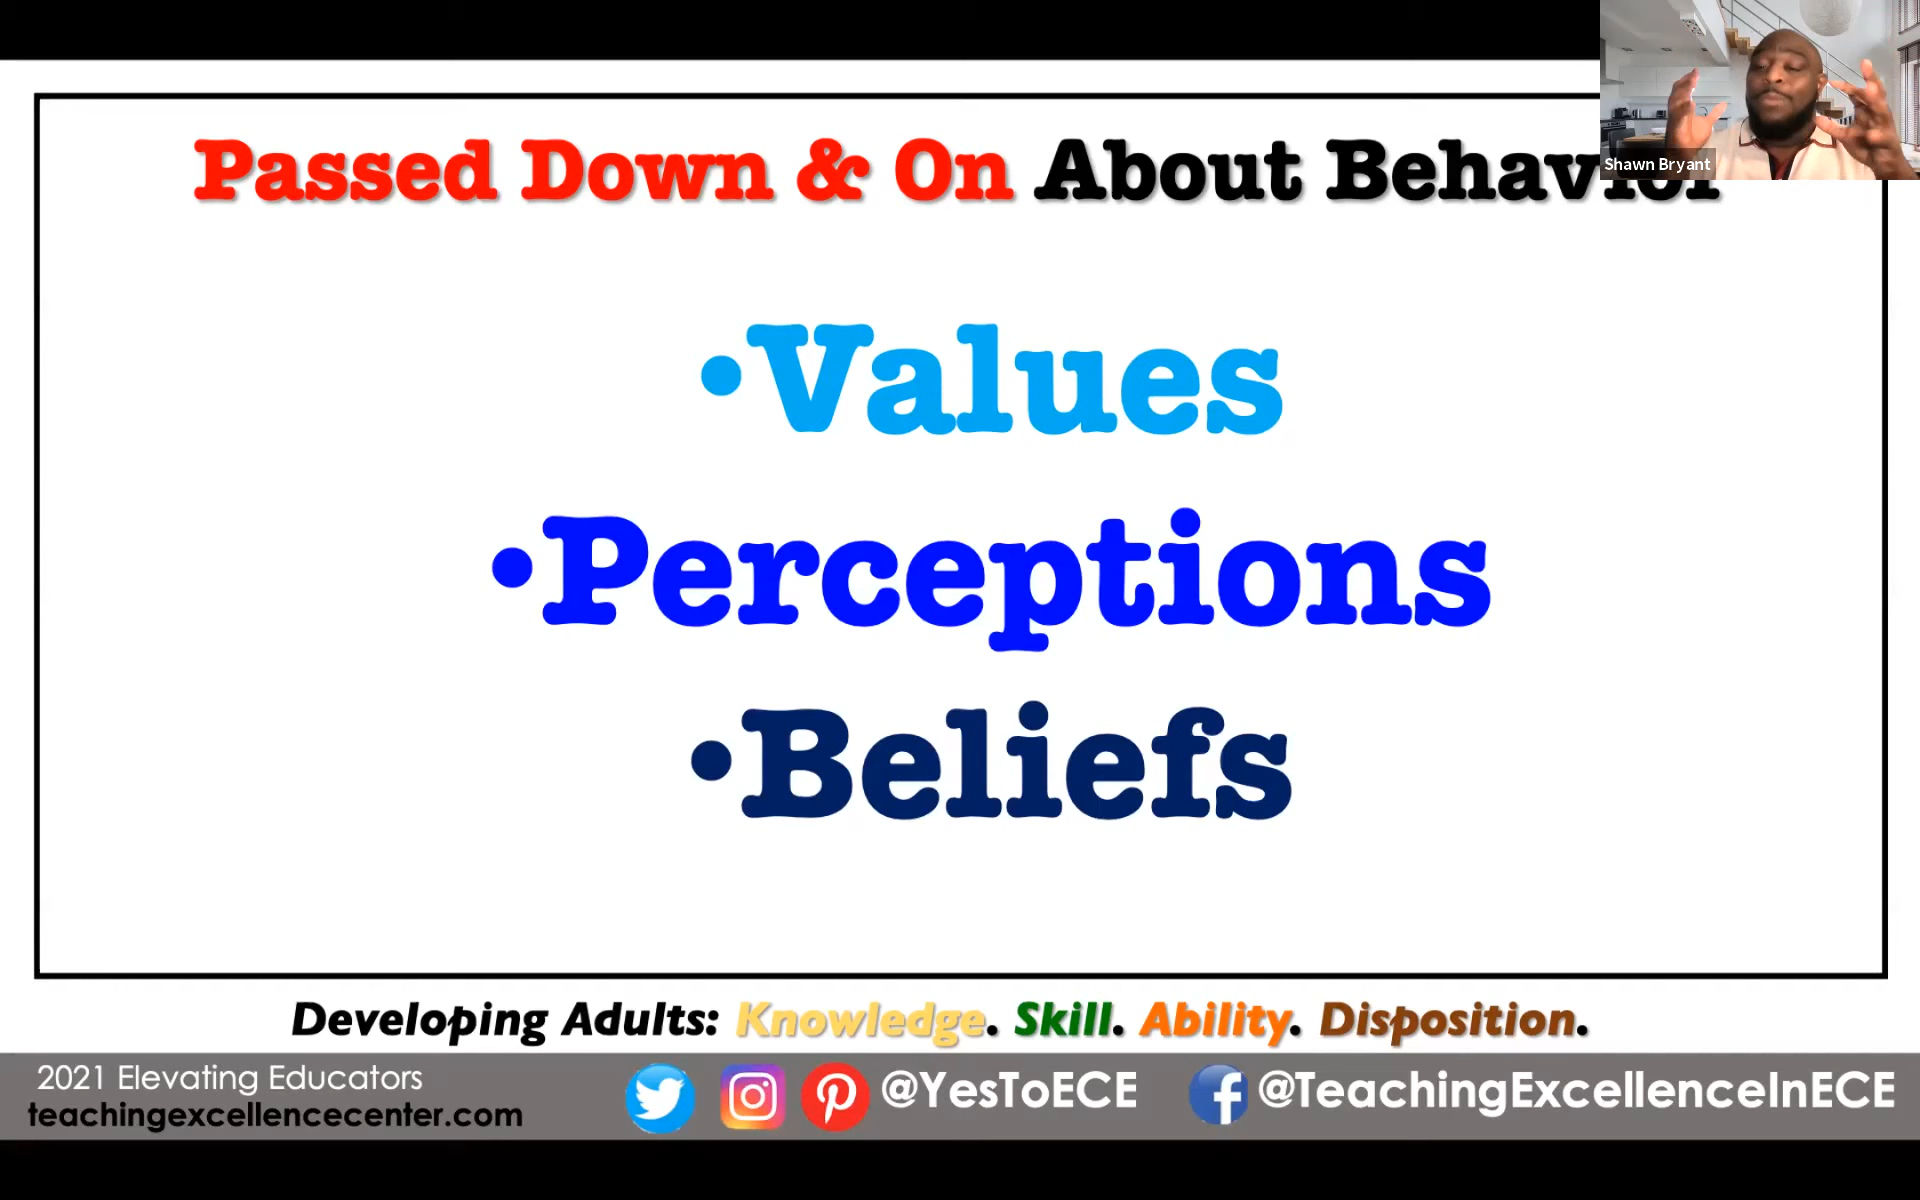 Passed Down & On About Behavior
Shawn Bryant
•Values
•Perceptions
•Beliefs
Developing Adults: Knowledge. Skill. Ability. Disposition.
2021 Elevating Educators
teachingexcellencecenter.com
@YesToECE
@TeachingExcellenceInECE